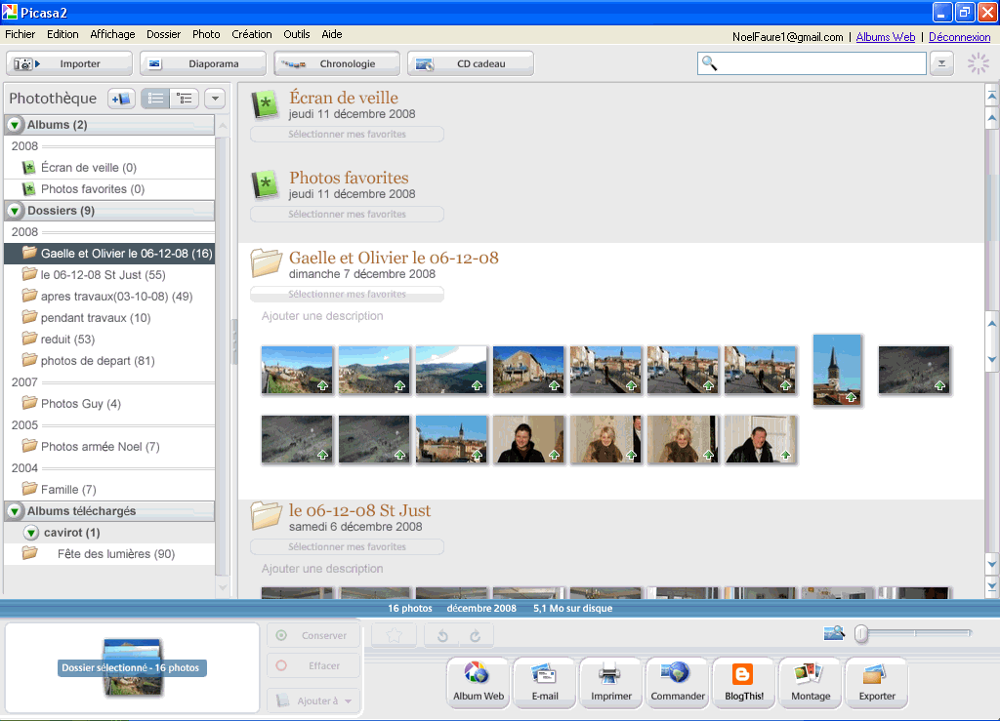 Picasa2
Fichier Edition Affichage Dossier Photo Création Outils Aide
NoelFaure1@gmail.com | Albums Web | Déconnexion
Importer Diaporama Chronologie CD cadeau
Photothèque
Albums (2)
2008
Écran de veille (0)
Photos favorites (0)
Dossiers (9)
2008
Gaelle et Olivier le 06-12-08 (16)
le 06-12-08 St Just (55)
apres travaux(03-10-08) (49)
pendant travaux (10)
reduit (53)
photos de depart (81)
2007
Photos Guy (4)
2005
Photos armée Noel (7)
2004
Famille (7)
Albums téléchargés
cavirot (1)
Fête des lumières (90)
Écran de veille
jeudi 11 décembre 2008
Sélectionner mes favorites
Photos favorites
jeudi 11 décembre 2008
Sélectionner mes favorites
Gaelle et Olivier le 06-12-08
dimanche 7 décembre 2008
Sélectionner mes favorites
Ajouter une description
le 06-12-08 St Just
samedi 6 décembre 2008
Sélectionner mes favorites
Ajouter une description
16 photos décembre 2008 5,1 Mo sur disque
Dossier sélectionné - 16 photos
Conserver
Effacer
Ajouter à
Album Web E-mail Imprimer Commander BlogThis! Montage Exporter